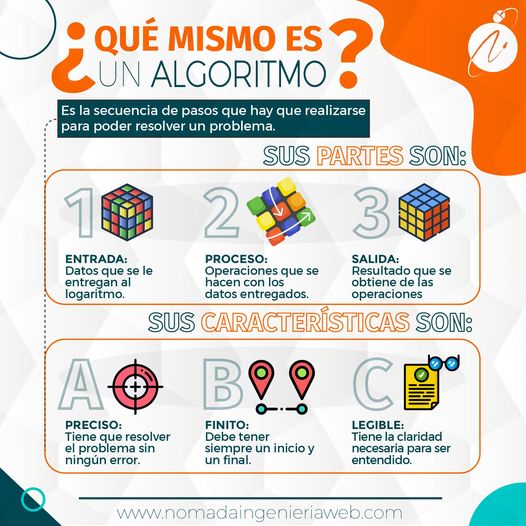 ¿QUÉ MISMO ES
UN ALGORITMO?
Es la secuencia de pasos que hay que realizarse
para poder resolver un problema.
SUS PARTES SON:
1
ENTRADA:
Datos que se le
entregan al
logarítmo.
2
PROCESO:
Operaciones que se
hacen con los
datos entregados.
3
SALIDA:
Resultado que se
obtiene de las
operaciones
SUS CARACTERÍSTICAS SON:
A
PRECISO:
Tiene que resolver
el problema sin
ningún error.
B
FINITO:
Debe tener
siempre un inicio y
un final.
C
LEGIBLE:
Tiene la claridad
necesaria para ser
entendido.
www.nomadaingenieriaweb.com